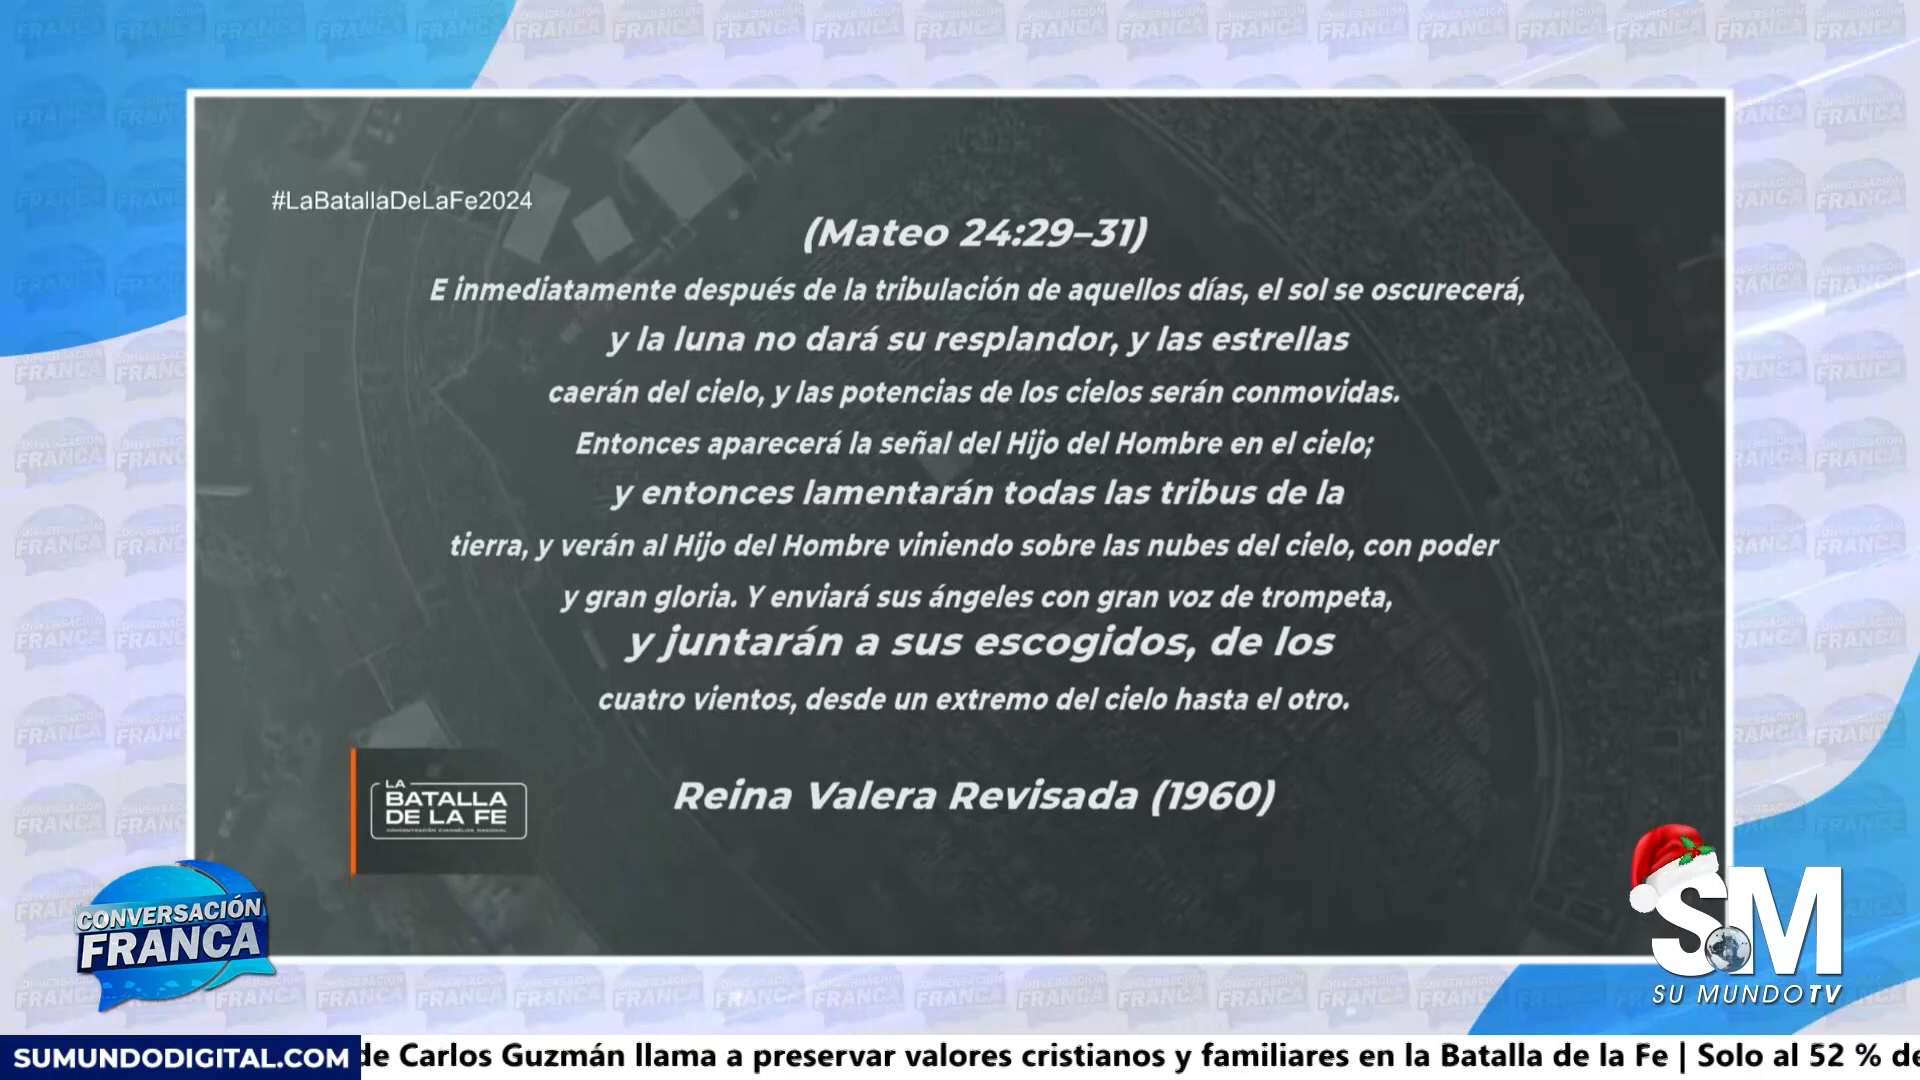 #LaBatallaDeLaFe2024
(Mateo 24:29–31)
E inmediatamente después de la tribulación de aquellos días, el sol se oscurecerá,
y la luna no dará su resplandor, y las estrellas
caerán del cielo, y las potencias de los cielos serán conmovidas.
Entonces aparecerá la señal del Hijo del Hombre en el cielo;
y entonces lamentarán todas las tribus de la
tierra, y verán al Hijo del Hombre viniendo sobre las nubes del cielo, con poder
y gran gloria. Y enviará sus ángeles con gran voz de trompeta,
y juntarán a sus escogidos, de los
cuatro vientos, desde un extremo del cielo hasta el otro.
Reina Valera Revisada (1960)
LA
BATALLA
DE LA FE
CONCENTRACIÓN EVANGÉLICA NACIONAL
CONVERSACIÓN
FRANCA
SM
SU MUNDOTV
SUMUNDODIGITAL.COM
de Carlos Guzmán llama a preservar valores cristianos y familiares en la Batalla de la Fe | Solo al 52 % de